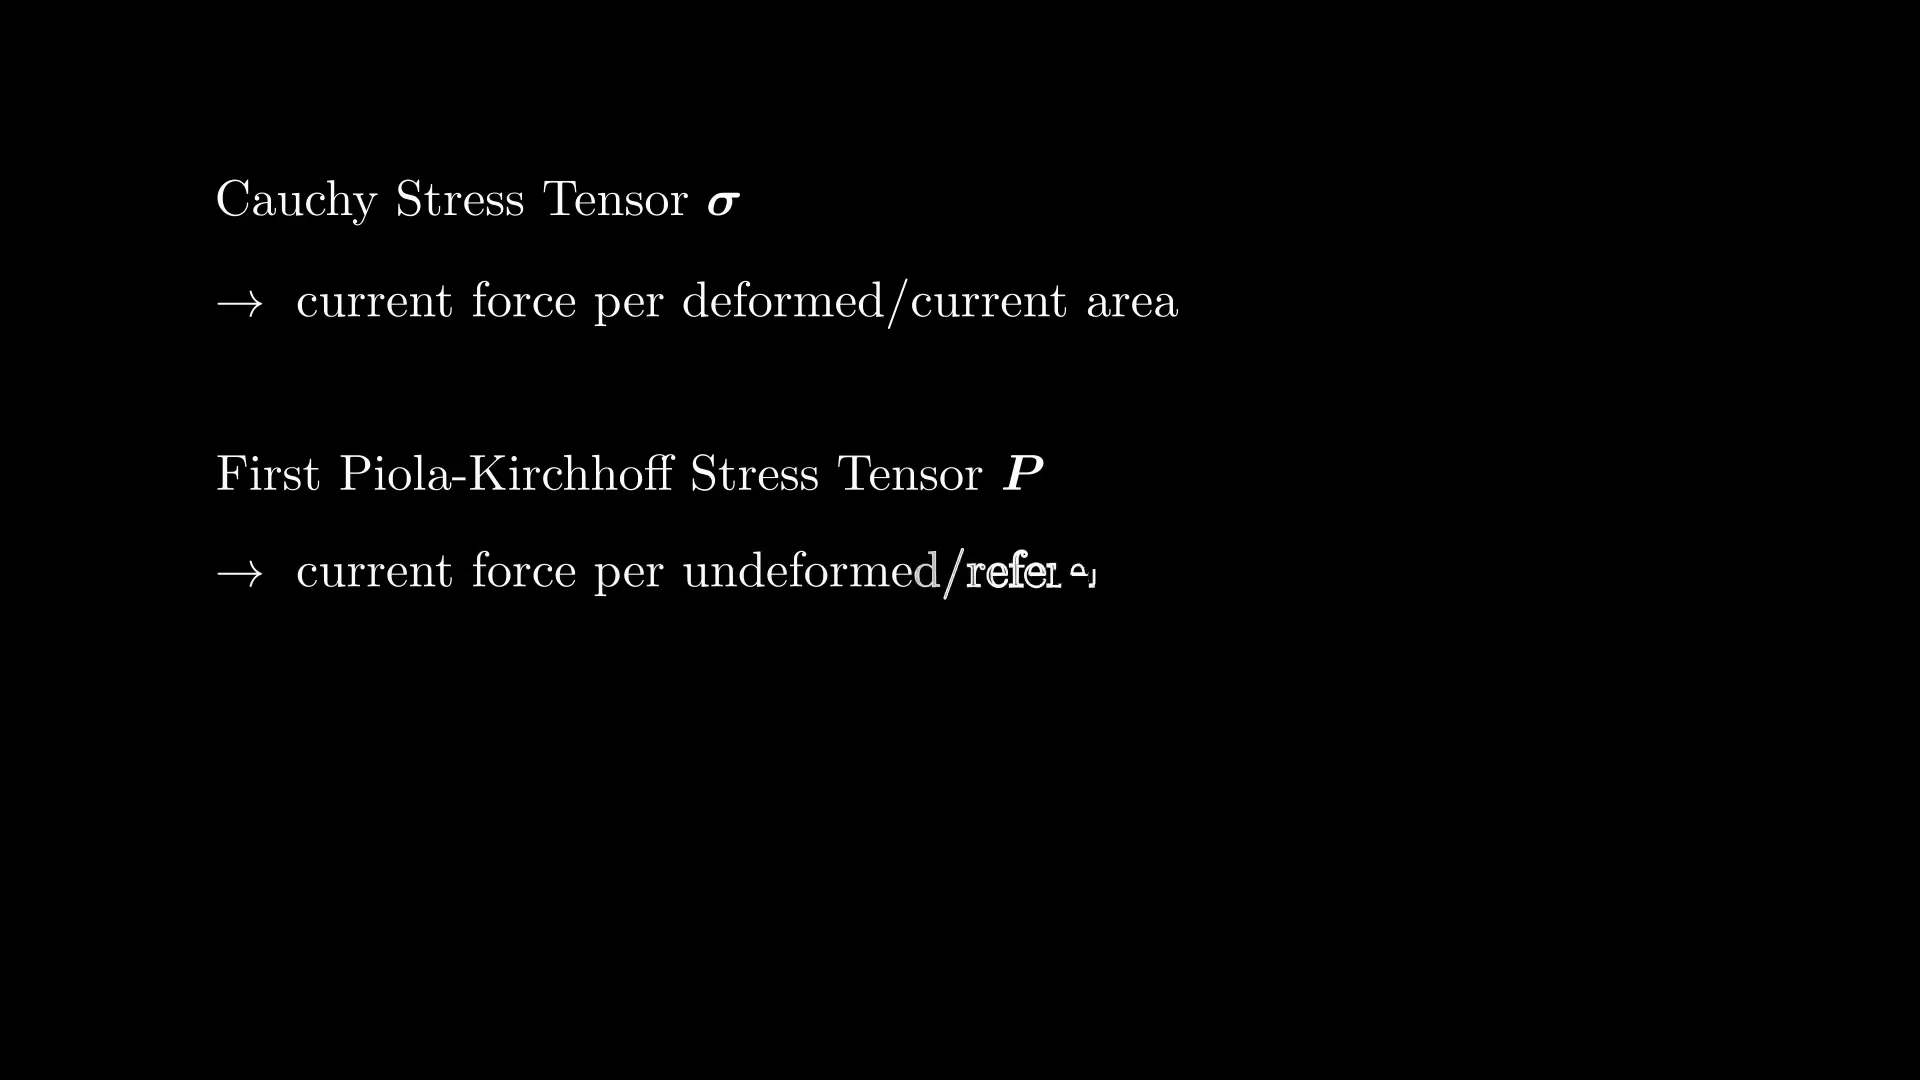 Cauchy Stress Tensor σ
→ current force per deformed/current area
First Piola-Kirchhoff Stress Tensor P
→ current force per undeformed/